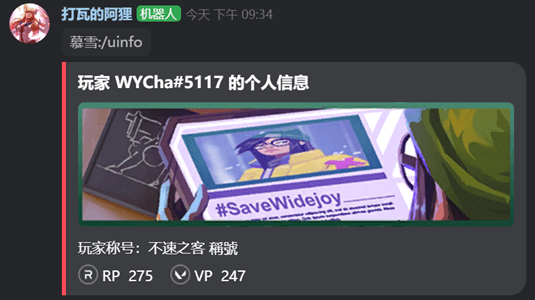 打瓦的阿狸 机器人 今天 下午 09:34
慕雪:/uinfo
玩家 WYCha#5117 的个人信息
#SaveWidejoy
玩家称号：不速之客 稱號
R RP 275 VP 247